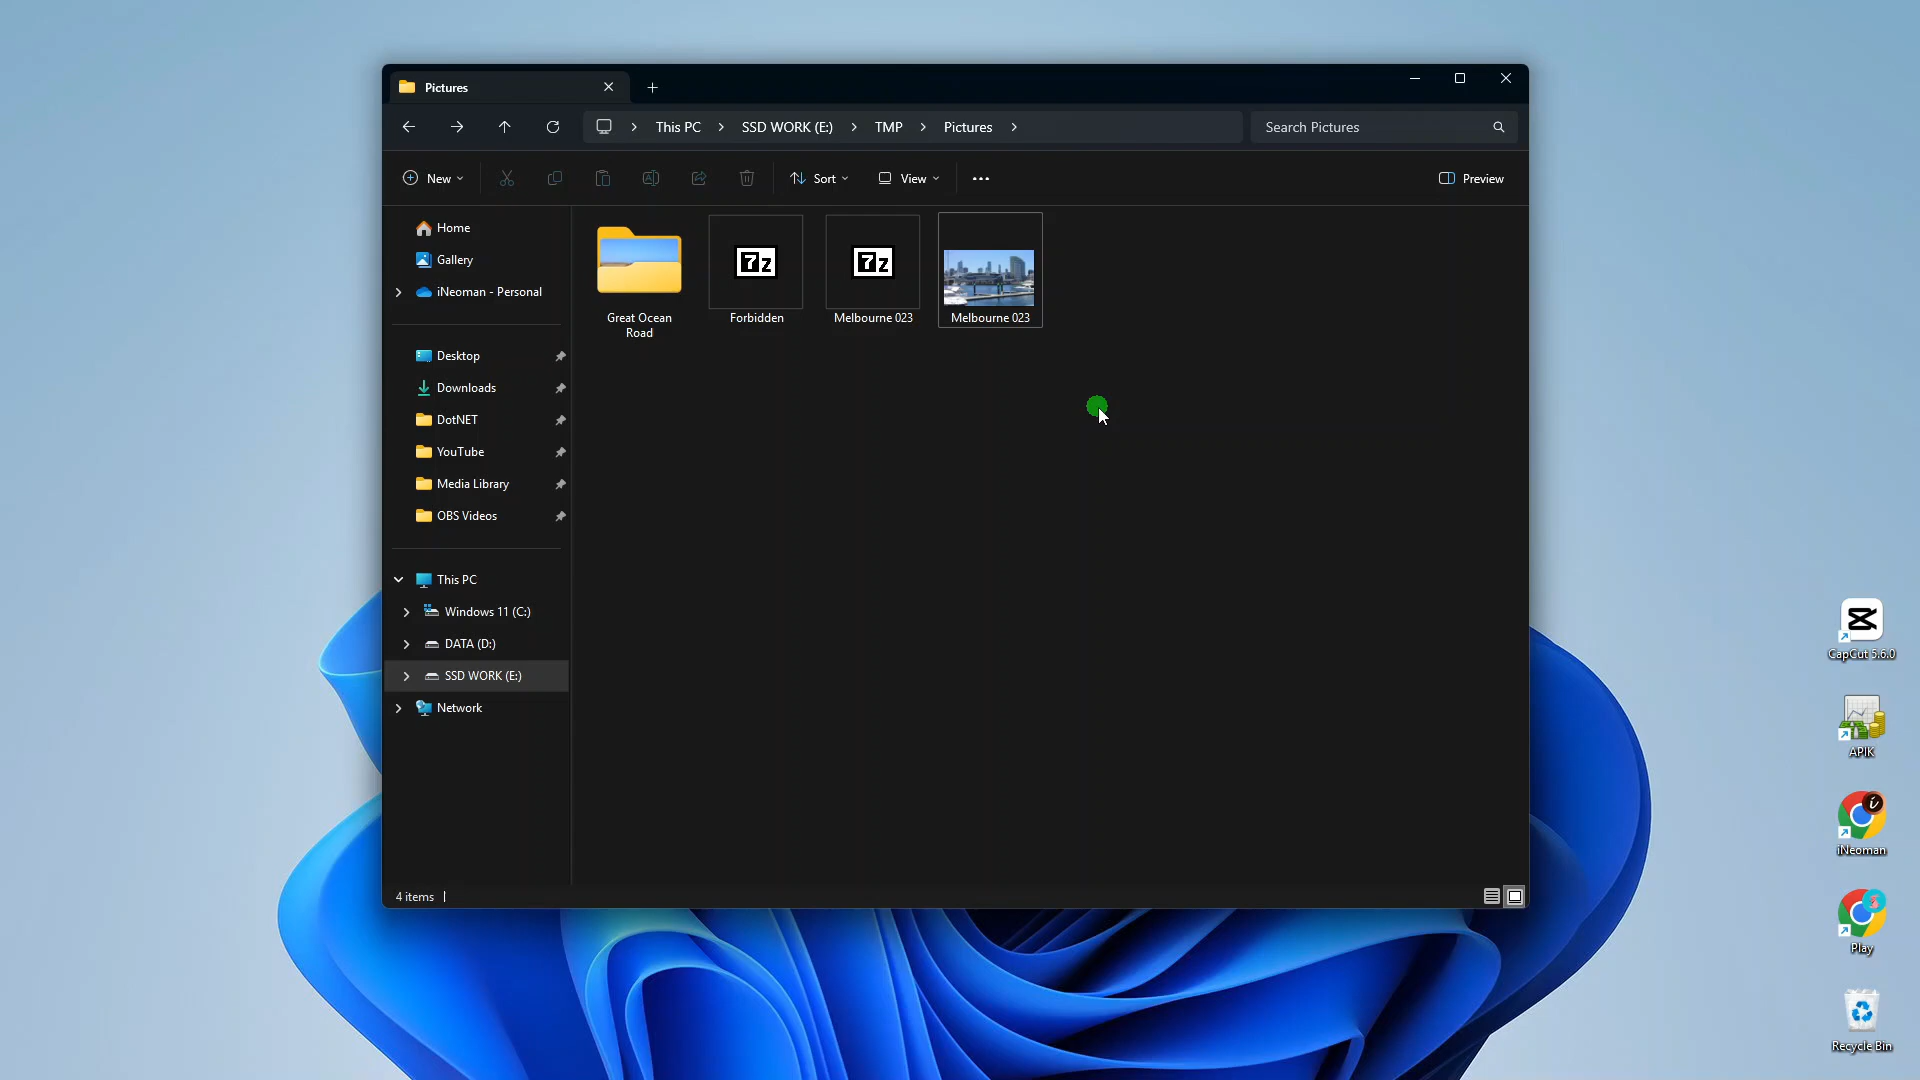 Pictures
This PC
SSD WORK (E:)
TMP
Pictures
Search Pictures
New
Sort
View
Preview
Home
Gallery
iNeoman - Personal
Desktop
Downloads
DotNET
YouTube
Media Library
OBS Videos
This PC
Windows 11 (C:)
DATA (D:)
SSD WORK (E:)
Network
Great Ocean
Road
7z
Forbidden
7z
Melbourne 023
Melbourne 023
4 items
CapCut 5.6.0
APIK
iNeoman
Play
Recycle Bin